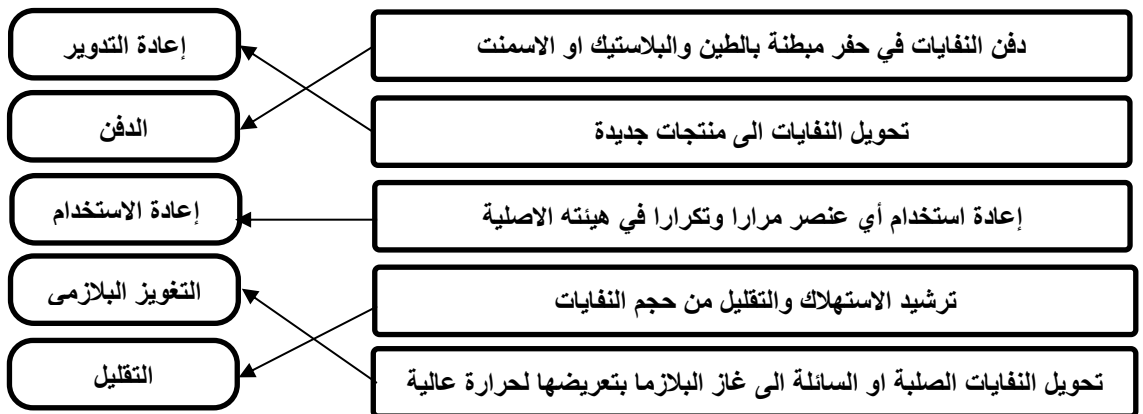 دفن النفايات في حفر مبطنة بالطين والبلاستيك او الاسمنت
إعادة التدوير
تحويل النفايات الى منتجات جديدة
الدفن
إعادة استخدام أي عنصر مرارا وتكرارا في هيئته الاصلية
إعادة الاستخدام
ترشيد الاستهلاك والتقليل من حجم النفايات
التغويز البلازمى
تحويل النفايات الصلبة او السائلة الى غاز البلازما بتعريضها لحرارة عالية
التقليل